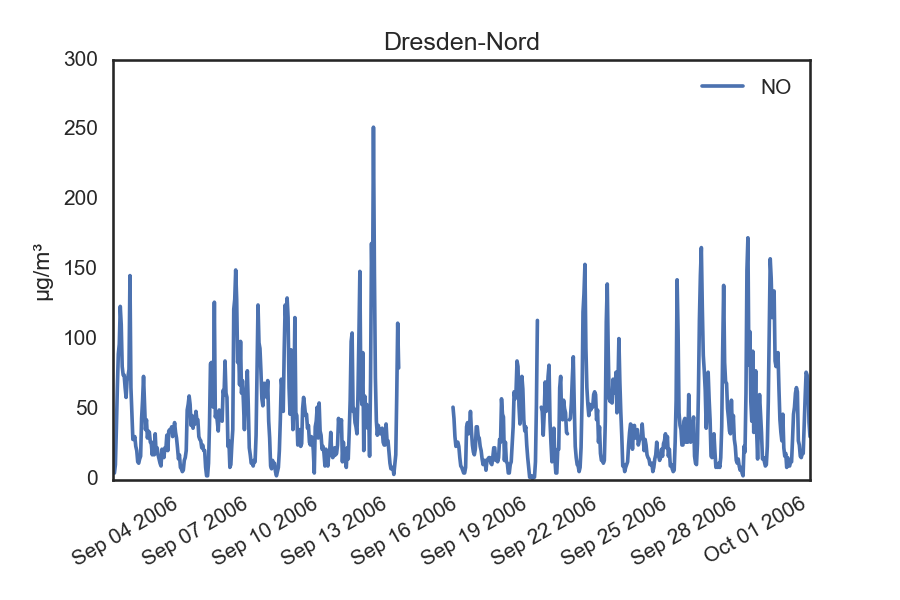 Dresden-Nord
300
250
200
150
100
50
0
µg/m³
NO
Sep 04 2006
Sep 07 2006
Sep 10 2006
Sep 13 2006
Sep 16 2006
Sep 19 2006
Sep 22 2006
Sep 25 2006
Sep 28 2006
Oct 01 2006